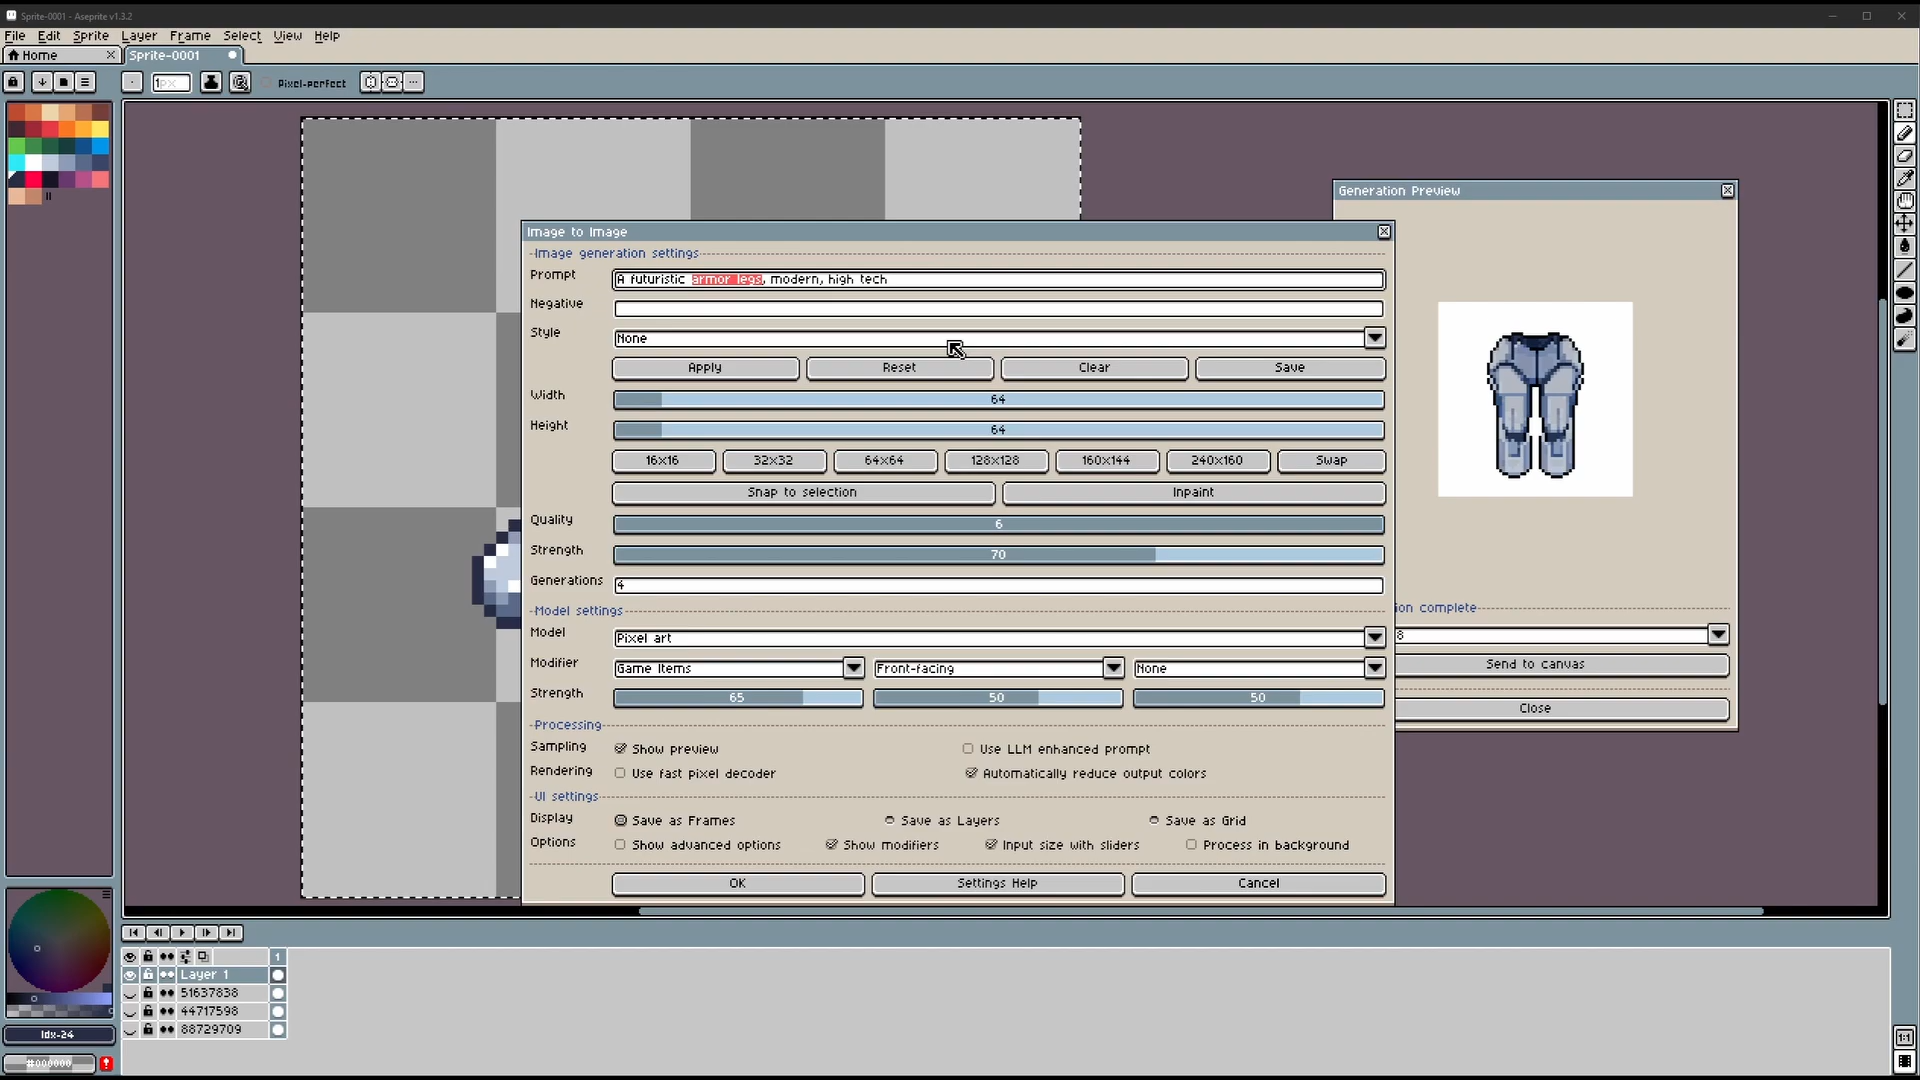 Sprite-0001 - Aseprite v1.3.2
File Edit Sprite Layer Frame Select View Help
Home Sprite-0001
1px Pixel-perfect
Generation Preview
Image to Image
Image generation settings
Prompt A futuristic armor legs, modern, high tech
Negative
Style None
Apply Reset Clear Save
Width 64
Height 64
16x16 32x32 64x64 128x128 160x144 240x160 Swap
Snap to selection Inpaint
Quality 6
Strength 70
Generations 4
Model settings
ion complete
Model Pixel art
8
Modifier Game Items Front-facing None
Send to canvas
Strength 65 50 50
Close
Processing
Sampling Show preview Use LLM enhanced prompt
Rendering Use fast pixel decoder Automatically reduce output colors
UI settings
Display Save as Frames Save as Layers Save as Grid
Options Show advanced options Show modifiers Input size with sliders Process in background
OK Settings Help Cancel
1
Layer 1
51637838
44717598
88729709
Idx-24
#000000
1:1